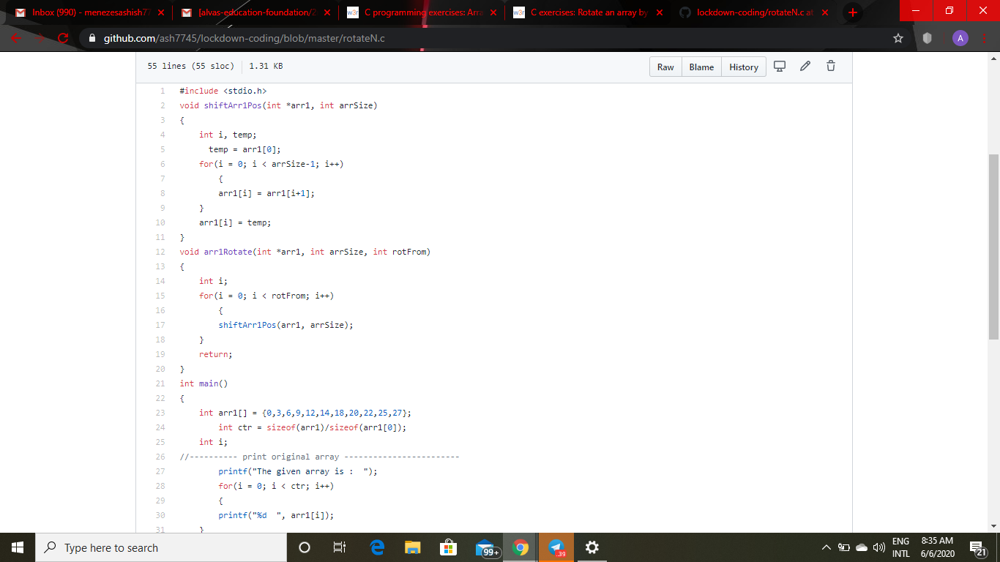 Inbox (990) - menezesashish77
[alvas-education-foundation/2
w3r C programming exercises: Arra
w3r C exercises: Rotate an array by
lockdown-coding/rotateN.c at
github.com/ash7745/lockdown-coding/blob/master/rotateN.c
A
55 lines (55 sloc) 1.31 KB
Raw Blame History
1 #include <stdio.h>
2 void shiftArr1Pos(int *arr1, int arrSize)
3 {
4 int i, temp;
5 temp = arr1[0];
6 for(i = 0; i < arrSize-1; i++)
7 {
8 arr1[i] = arr1[i+1];
9 }
10 arr1[i] = temp;
11 }
12 void arr1Rotate(int *arr1, int arrSize, int rotFrom)
13 {
14 int i;
15 for(i = 0; i < rotFrom; i++)
16 {
17 shiftArr1Pos(arr1, arrSize);
18 }
19 return;
20 }
21 int main()
22 {
23 int arr1[] = {0,3,6,9,12,14,18,20,22,25,27};
24 int ctr = sizeof(arr1)/sizeof(arr1[0]);
25 int i;
26 //---------- print original array ------------------------
27 printf("The given array is :  ");
28 for(i = 0; i < ctr; i++)
29 {
30 printf("%d  ", arr1[i]);
31 }
Type here to search
99+
.39
ENG
INTL
8:35 AM
6/6/2020
21